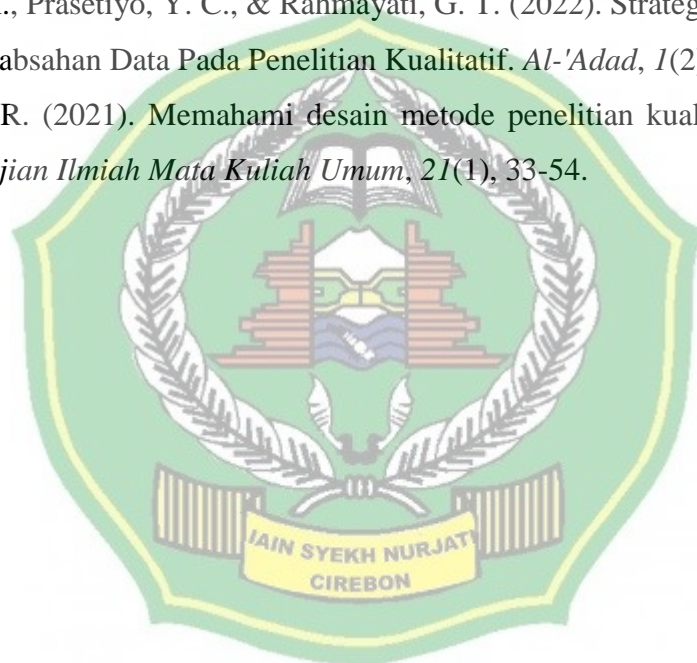 ., Prasetiyo, Y. C., & Rahmayati, G. T. (2022). Strateg
absahan Data Pada Penelitian Kualitatif. Al-'Adad, 1(2
R. (2021). Memahami desain metode penelitian kual
jian Ilmiah Mata Kuliah Umum, 21(1), 33-54.
IAIN SYEKH NURJATI
CIREBON